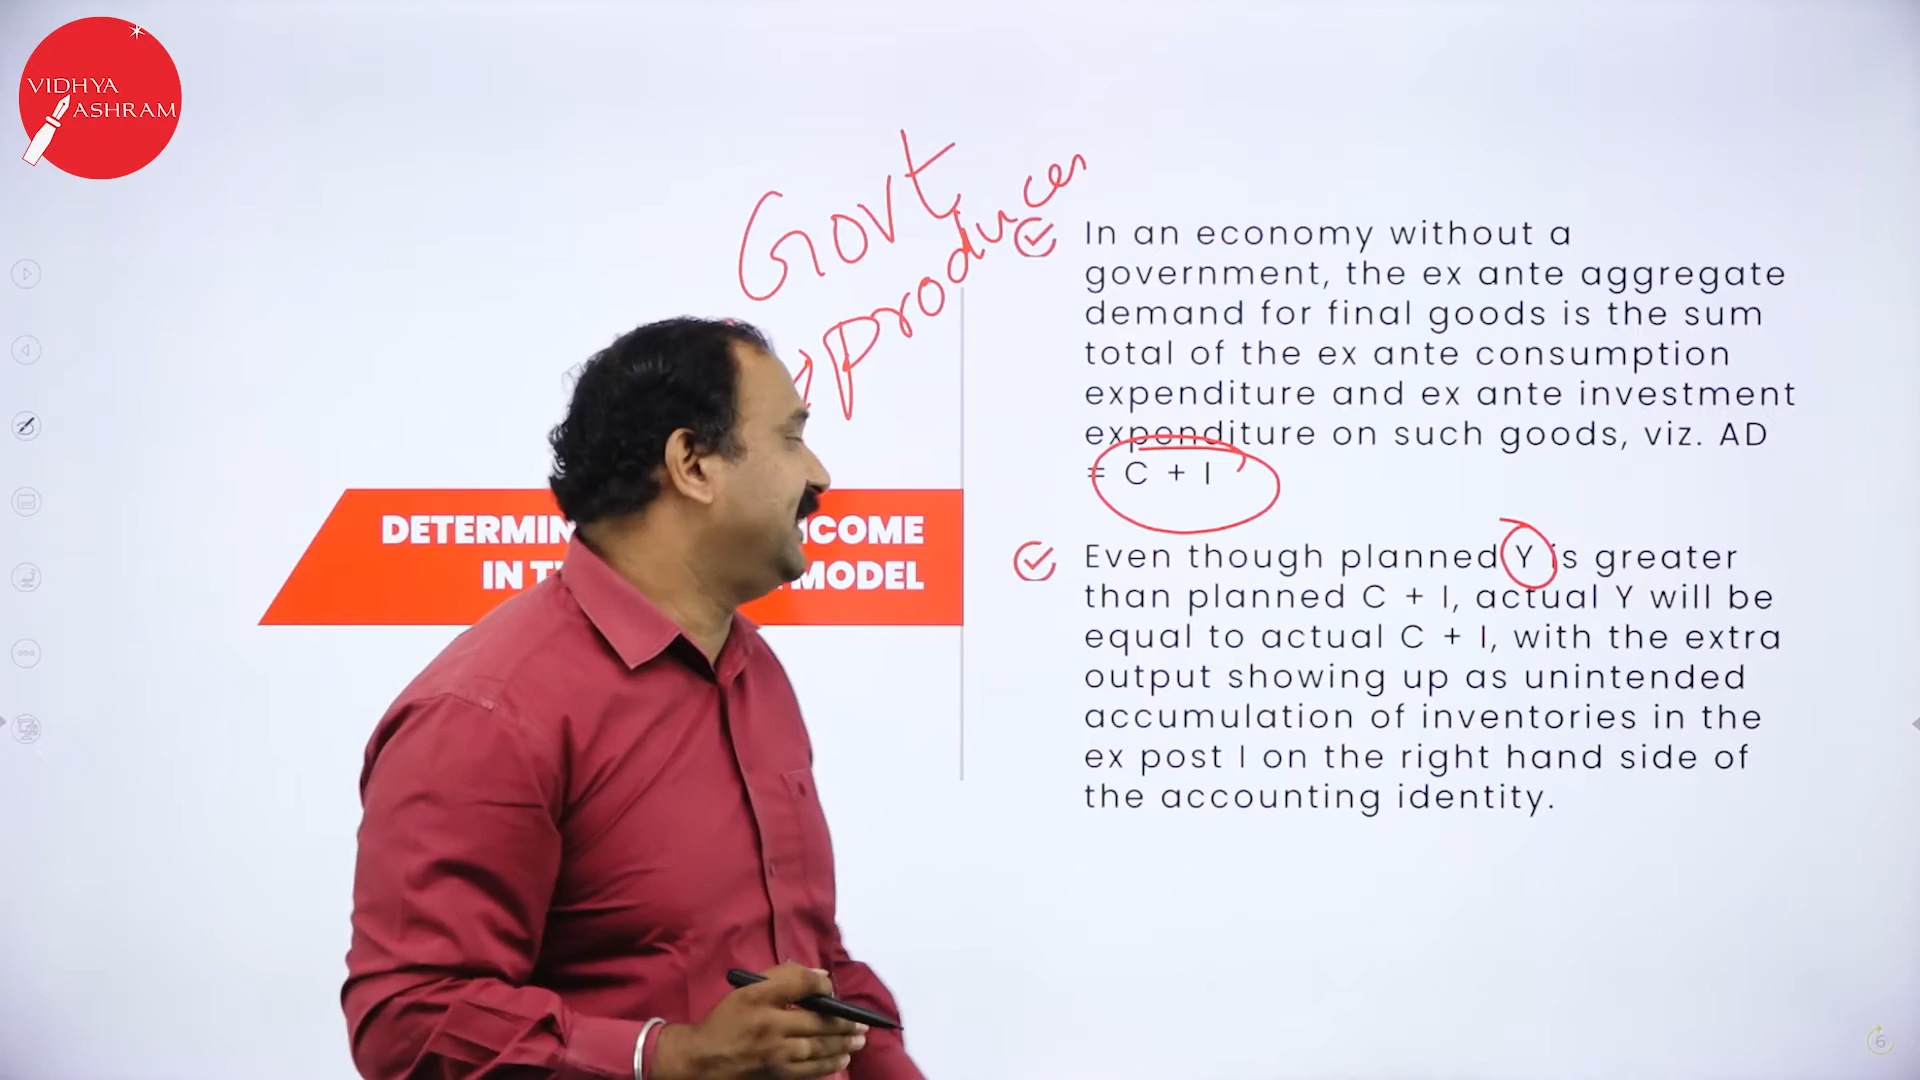 VIDHYA
ASHRAM
Govt
produces
In an economy without a
government, the ex ante aggregate
demand for final goods is the sum
total of the ex ante consumption
expenditure and ex ante investment
expenditure on such goods, viz. AD
= C + I
DETERMIN COME
IN T MODEL
Even though planned Y is greater
than planned C + I, actual Y will be
equal to actual C + I, with the extra
output showing up as unintended
accumulation of inventories in the
ex post I on the right hand side of
the accounting identity.
6